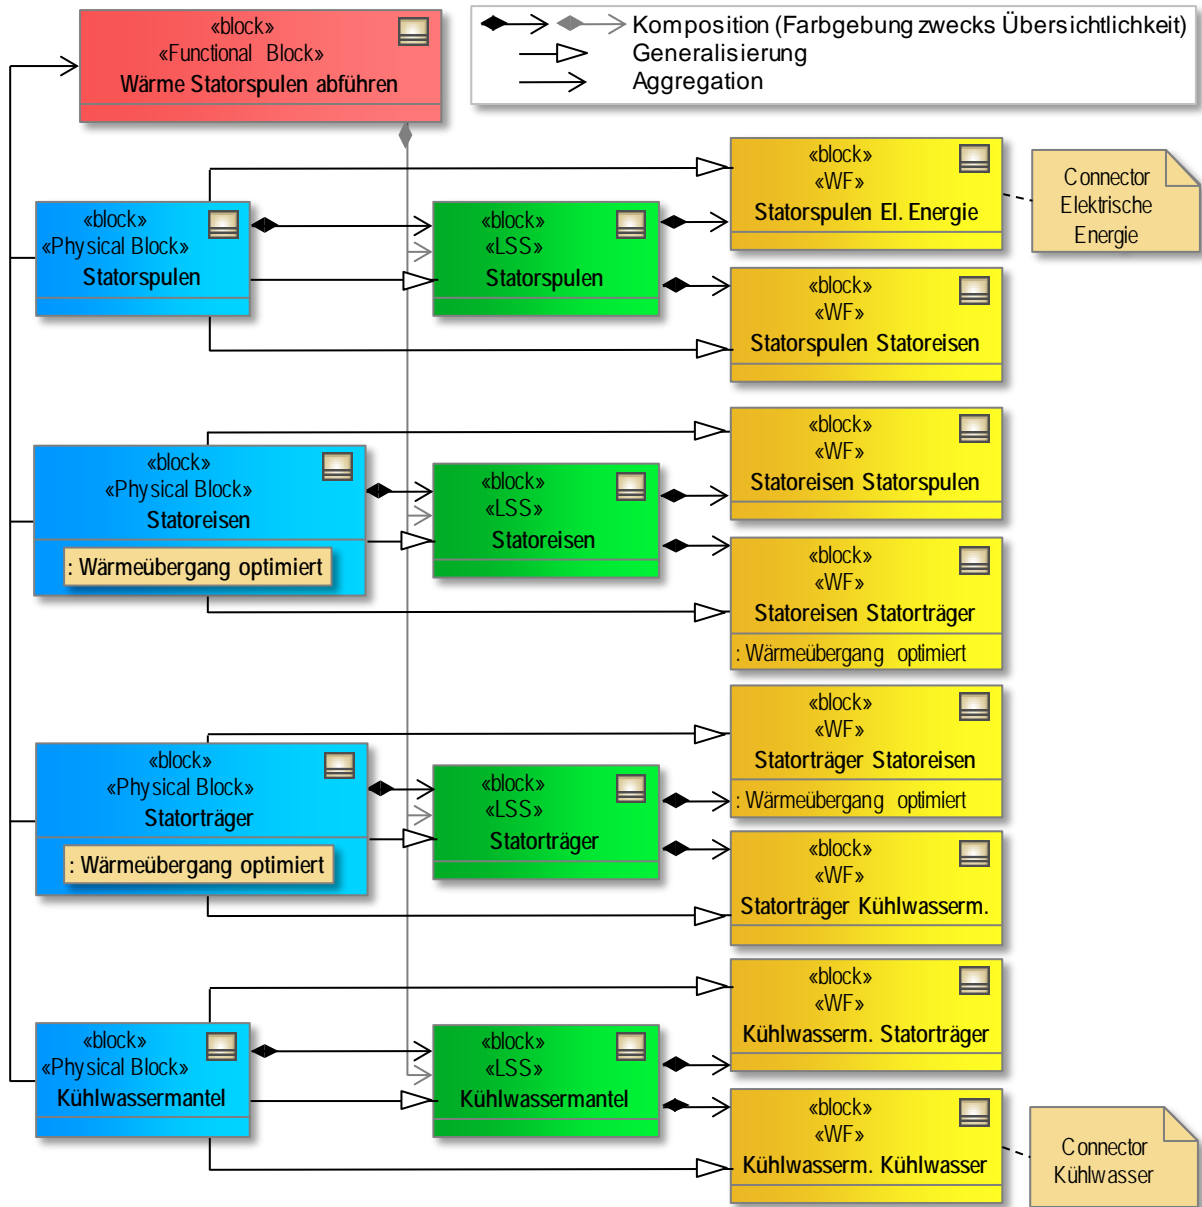 «block»
«Functional Block»
Wärme Statorspulen abführen
Komposition (Farbgebung zwecks Übersichtlichkeit)
Generalisierung
Aggregation
«block»
«Physical Block»
Statorspulen
«block»
«LSS»
Statorspulen
«block»
«WF»
Statorspulen El. Energie
Connector
Elektrische
Energie
«block»
«WF»
Statorspulen Statoreisen
«block»
«Physical Block»
Statoreisen
: Wärmeübergang optimiert
«block»
«LSS»
Statoreisen
«block»
«WF»
Statoreisen Statorspulen
«block»
«WF»
Statoreisen Statorträger
: Wärmeübergang optimiert
«block»
«Physical Block»
Statorträger
: Wärmeübergang optimiert
«block»
«LSS»
Statorträger
«block»
«WF»
Statorträger Statoreisen
: Wärmeübergang optimiert
«block»
«WF»
Statorträger Kühlwasserm.
«block»
«Physical Block»
Kühlwassermantel
«block»
«LSS»
Kühlwassermantel
«block»
«WF»
Kühlwasserm. Statorträger
«block»
«WF»
Kühlwasserm. Kühlwasser
Connector
Kühlwasser